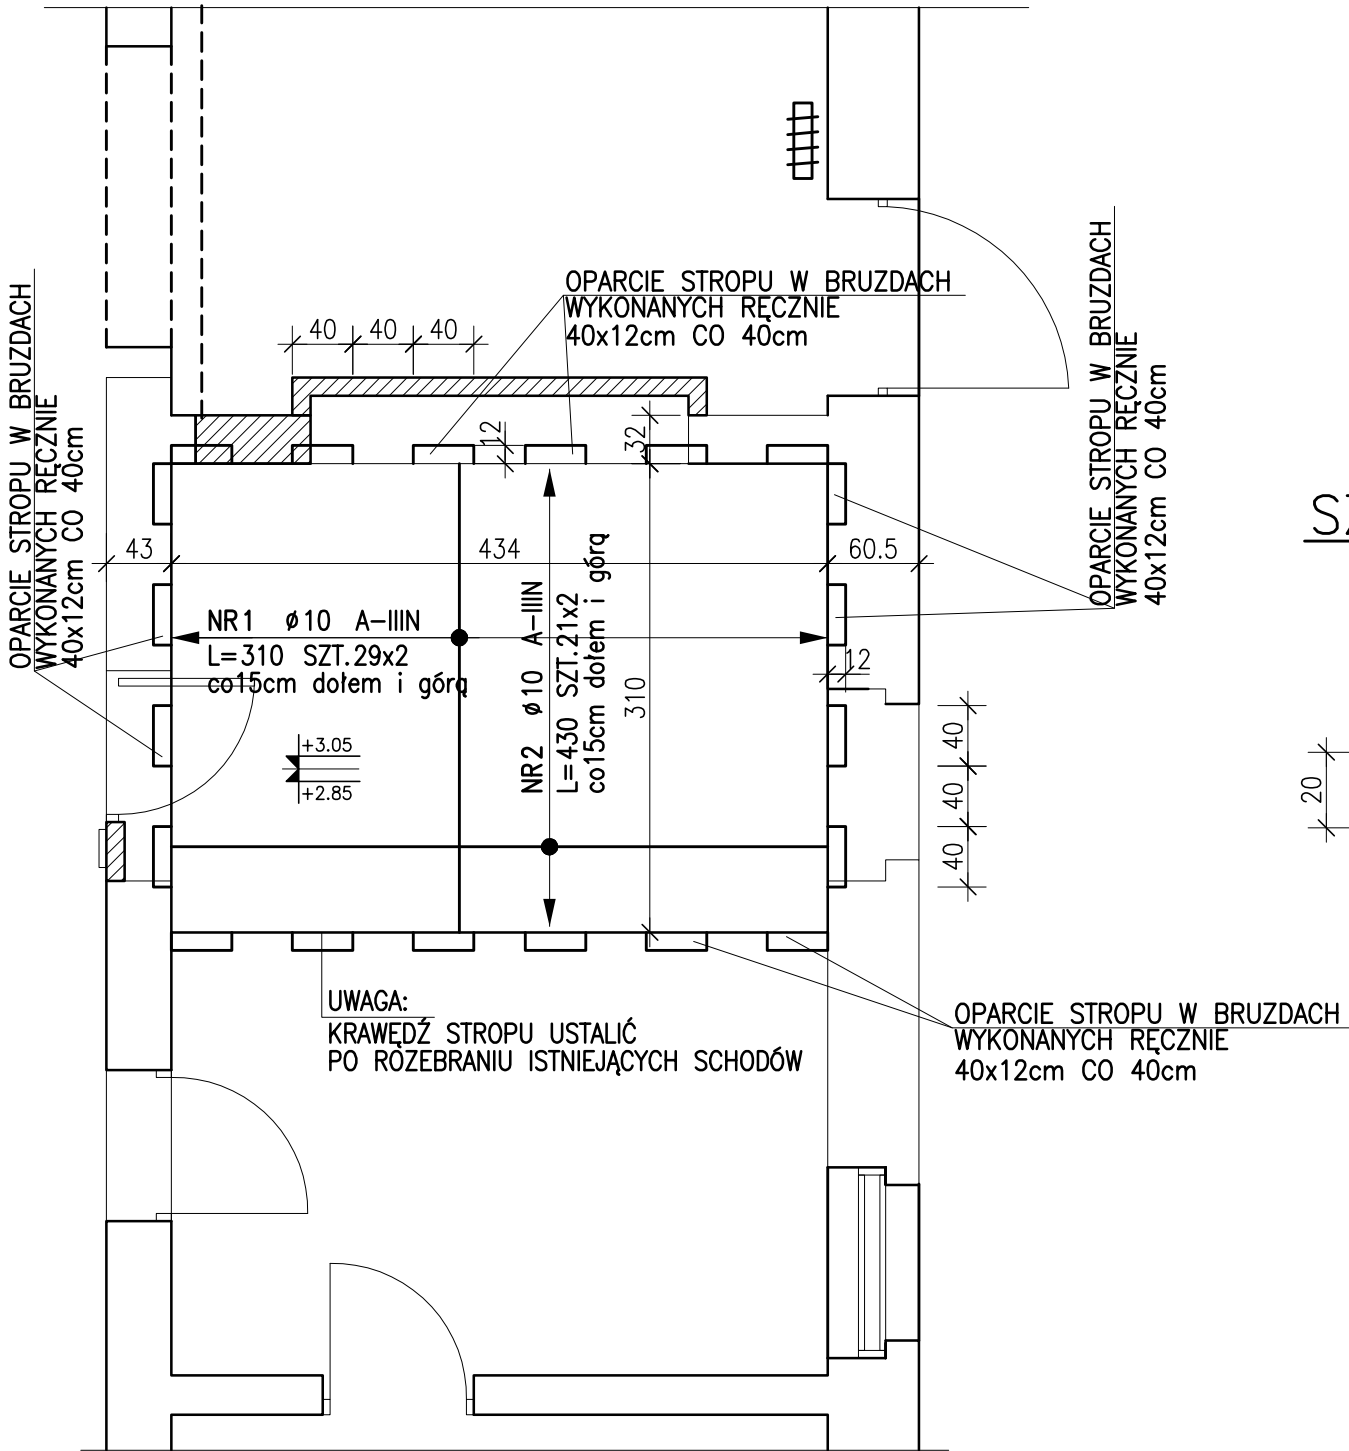 OPARCIE STROPU W BRUZDACH
WYKONANYCH RĘCZNIE
40x12cm CO 40cm
40
40
40
OPARCIE STROPU W BRUZDACH
WYKONANYCH RĘCZNIE
40x12cm CO 40cm
OPARCIE STROPU W BRUZDACH
WYKONANYCH RĘCZNIE
40x12cm CO 40cm
12
32
43
434
60.5
NR1 ø10 A-IIIN
L=310 SZT.29x2
co15cm dołem i górą
NR2 ø10 A-IIIN
L=430 SZT.21x2
co15cm dołem i górą
310
12
+3.05
+2.85
40
40
40
20
UWAGA:
KRAWĘDŹ STROPU USTALIĆ
PO ROZEBRANIU ISTNIEJĄCYCH SCHODÓW
OPARCIE STROPU W BRUZDACH
WYKONANYCH RĘCZNIE
40x12cm CO 40cm